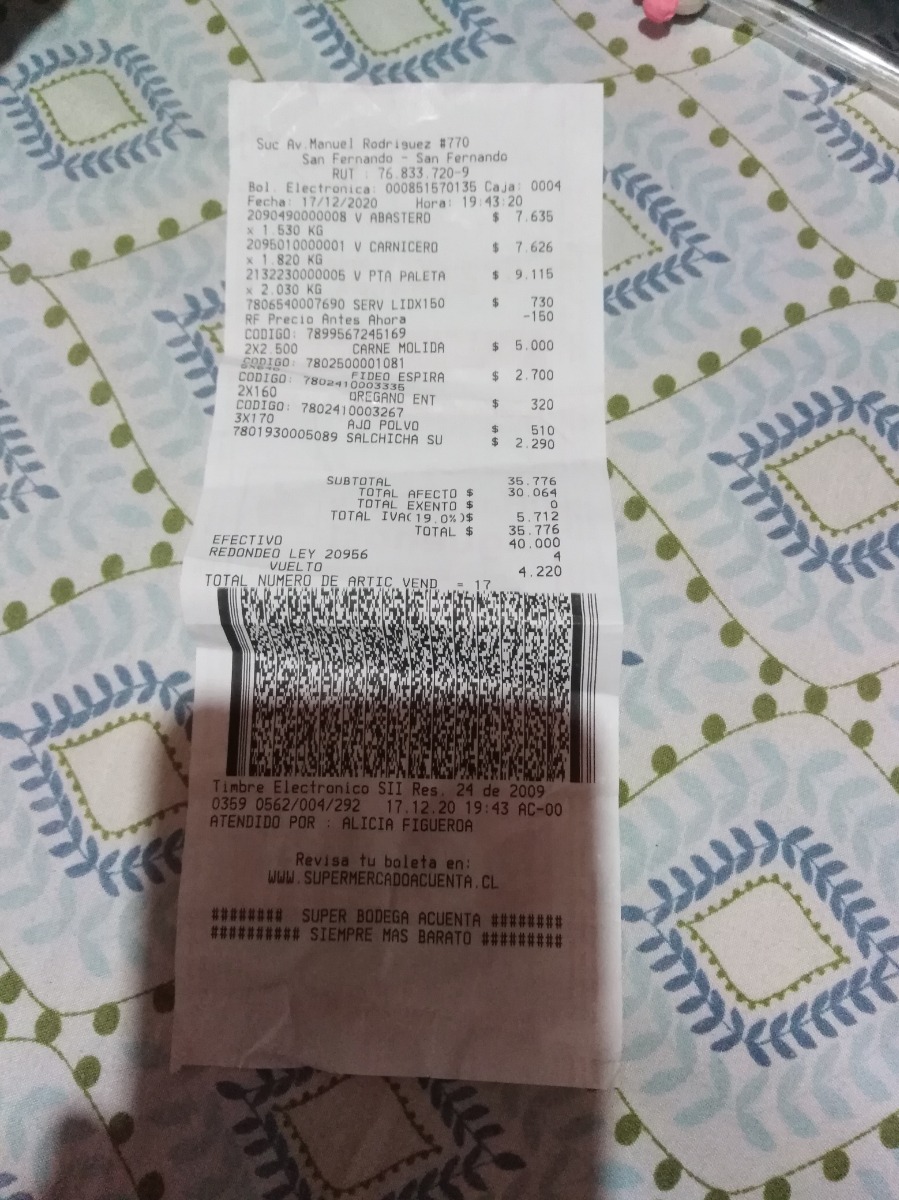 Suc Av.Manuel Rodriguez #770
San Fernando - San Fernando
RUT : 76.833.720-9
Bol. Electronica: 000851570135 Caja: 0004
Fecha: 17/12/2020 Hora: 19:43:20
2090490000008 V ABASTERO $ 7.635
x 1.530 KG
2095010000001 V CARNICERO $ 7.626
x 1.820 KG
2132230000005 V PTA PALETA $ 9.115
x 2.030 KG
7806540007690 SERV LIDX150 $ 730
RF Precio Antes Ahora -150
CODIGO: 7899567245169
2X2.500 CARNE MOLIDA $ 5.000
CODIGO: 7802500001081
FIDEO ESPIRA $ 2.700
CODIGO: 7802410003335
2X160 OREGANO ENT $ 320
CODIGO: 7802410003267
3X170 AJO POLVO $ 510
7801930005089 SALCHICHA SU $ 2.290
SUBTOTAL 35.776
TOTAL AFECTO $ 30.064
TOTAL EXENTO $ 0
TOTAL IVA(19.0%)$ 5.712
TOTAL $ 35.776
EFECTIVO 40.000
REDONDEO LEY 20956 4
VUELTO 4.220
TOTAL NUMERO DE ARTIC VEND = 17
Timbre Electronico SII Res. 24 de 2009
0359 0562/004/292 17.12.20 19:43 AC-00
ATENDIDO POR : ALICIA FIGUEROA
Revisa tu boleta en:
WWW.SUPERMERCADOACUENTA.CL
######## SUPER BODEGA ACUENTA ########
########## SIEMPRE MAS BARATO #########